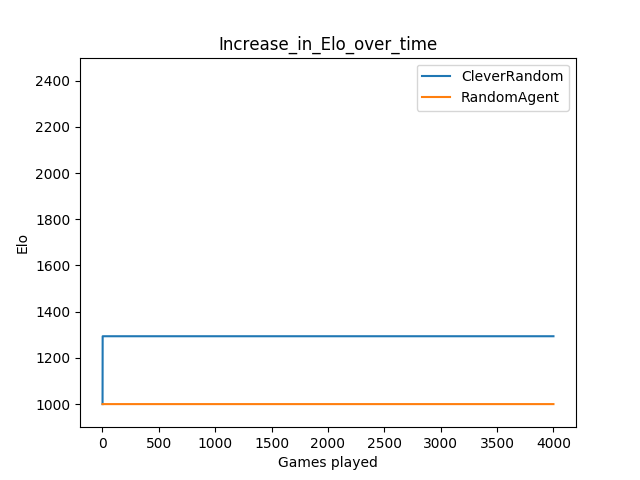 Increase_in_Elo_over_time
CleverRandom
RandomAgent
2400
2200
2000
1800
1600
1400
1200
1000
Elo
0 500 1000 1500 2000 2500 3000 3500 4000
Games played